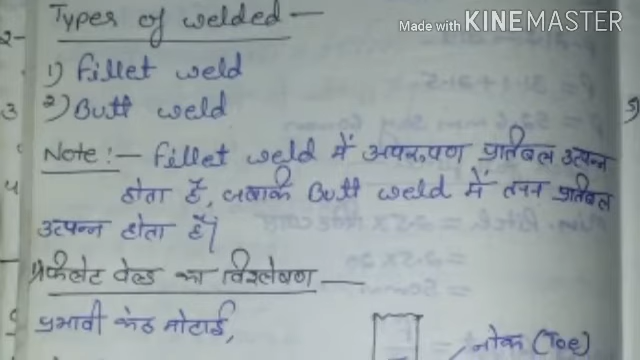 Made with KINEMASTER
Types of welded —
1) Fillet weld
2) Butt weld
Note:- Fillet weld में अपरूपण प्रतिबल उत्पन्न
होता है, जबकि Butt weld में तनन प्रतिबल
उत्पन्न होता है।
फिलेट वेल्ड का विश्लेषण —
प्रभावी कंठ मोटाई,
नोक (Toe)